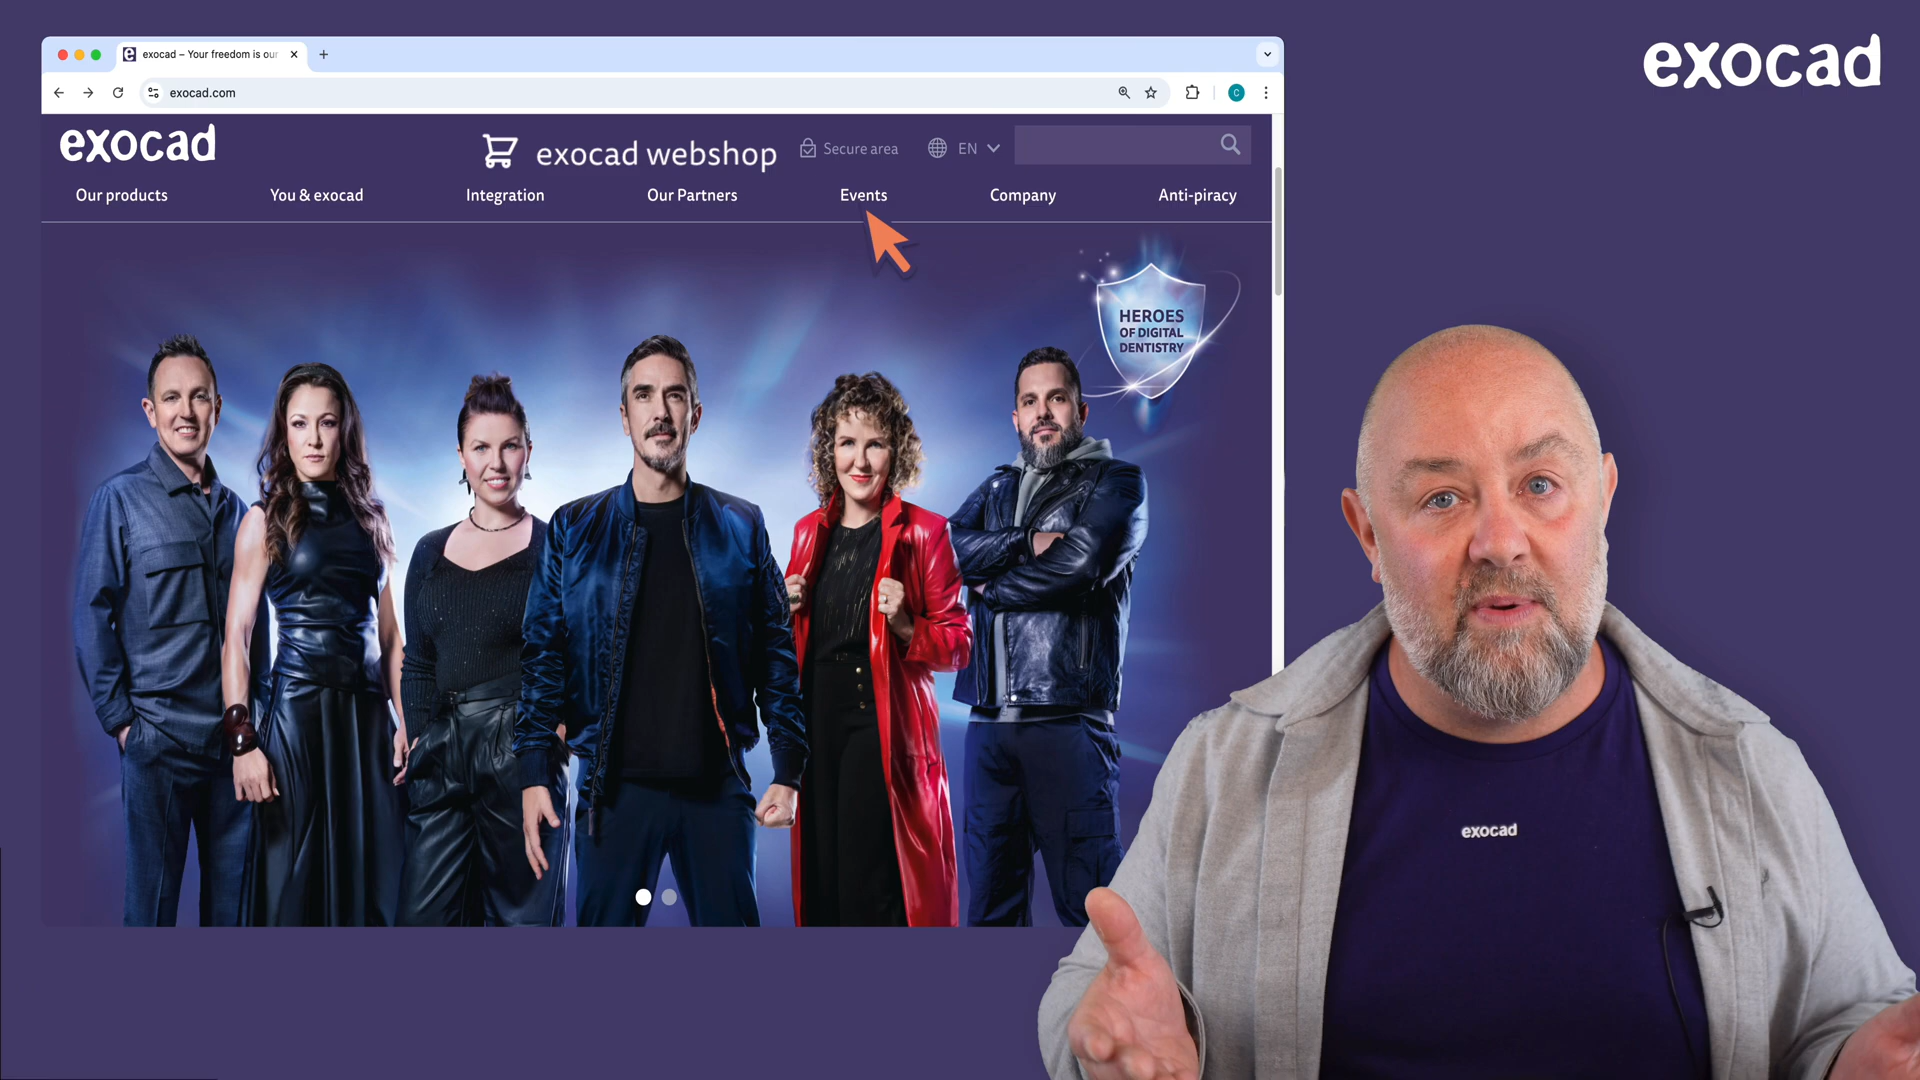 exocad – Your freedom is our
exocad.com
exocad
exocad
exocad webshop
Secure area
EN
Our products
You & exocad
Integration
Our Partners
Events
Company
Anti-piracy
HEROES
OF DIGITAL
DENTISTRY
exocad
C